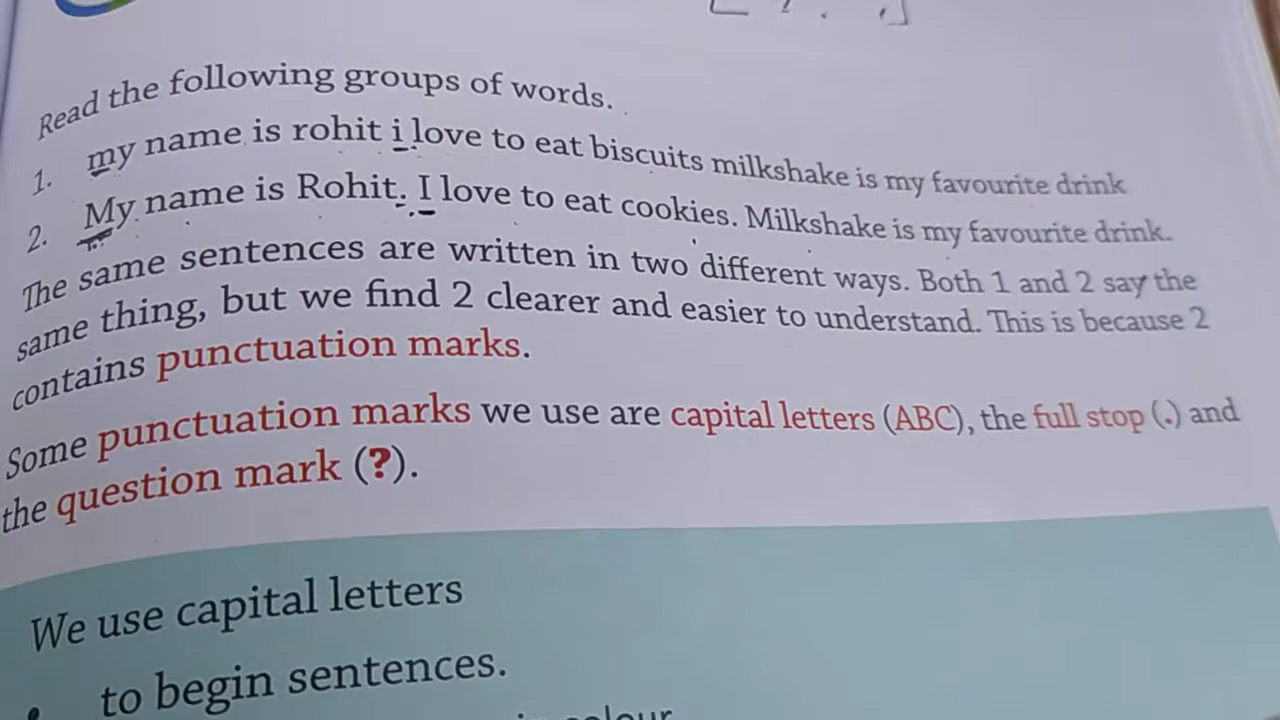 Read the following groups of words.
1. my name is rohit i love to eat biscuits milkshake is my favourite drink
2. My name is Rohit. I love to eat cookies. Milkshake is my favourite drink.
The same sentences are written in two different ways. Both 1 and 2 say the
same thing, but we find 2 clearer and easier to understand. This is because 2
contains punctuation marks.
Some punctuation marks we use are capital letters (ABC), the full stop (.) and
the question mark (?).
We use capital letters
• to begin sentences.